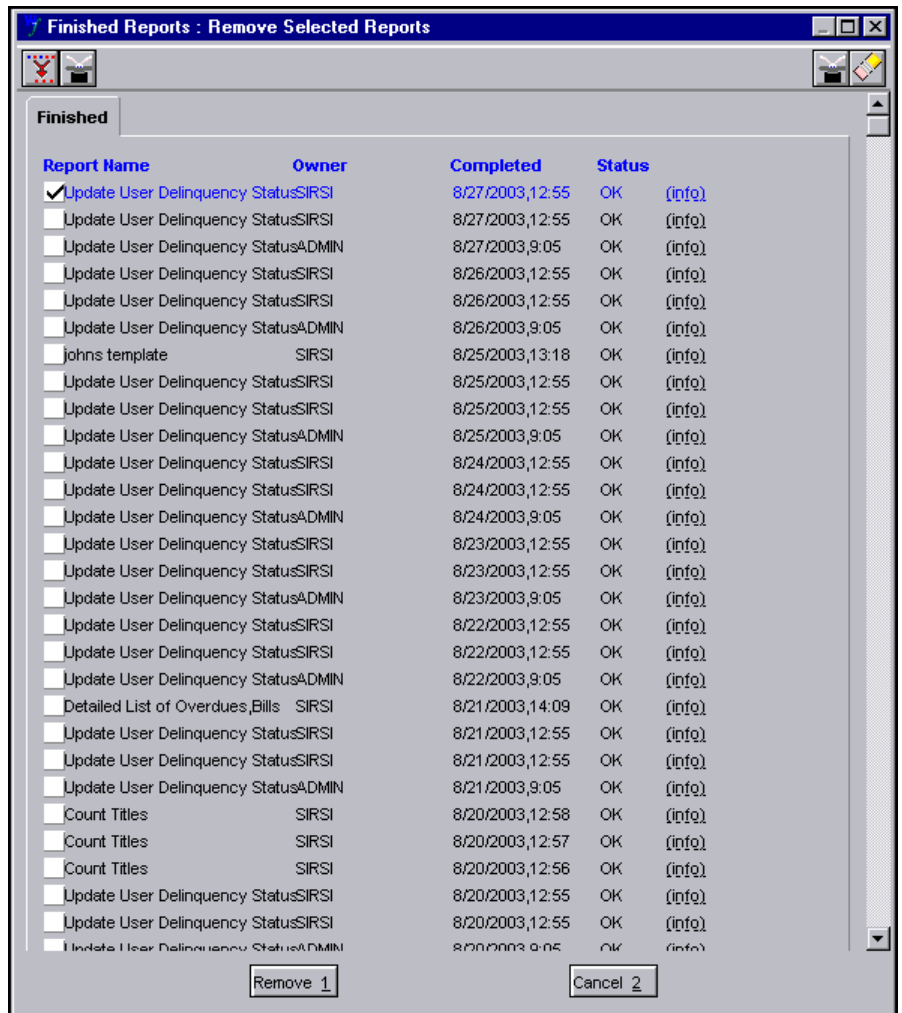 Finished Reports : Remove Selected Reports
Finished
Report Name Owner Completed Status
Update User Delinquency StatusSIRSI 8/27/2003,12:55 OK (info)
Update User Delinquency StatusSIRSI 8/27/2003,12:55 OK (info)
Update User Delinquency StatusADMIN 8/27/2003,9:05 OK (info)
Update User Delinquency StatusSIRSI 8/26/2003,12:55 OK (info)
Update User Delinquency StatusSIRSI 8/26/2003,12:55 OK (info)
Update User Delinquency StatusADMIN 8/26/2003,9:05 OK (info)
johns template SIRSI 8/25/2003,13:18 OK (info)
Update User Delinquency StatusSIRSI 8/25/2003,12:55 OK (info)
Update User Delinquency StatusSIRSI 8/25/2003,12:55 OK (info)
Update User Delinquency StatusADMIN 8/25/2003,9:05 OK (info)
Update User Delinquency StatusSIRSI 8/24/2003,12:55 OK (info)
Update User Delinquency StatusSIRSI 8/24/2003,12:55 OK (info)
Update User Delinquency StatusADMIN 8/24/2003,9:05 OK (info)
Update User Delinquency StatusSIRSI 8/23/2003,12:55 OK (info)
Update User Delinquency StatusSIRSI 8/23/2003,12:55 OK (info)
Update User Delinquency StatusADMIN 8/23/2003,9:05 OK (info)
Update User Delinquency StatusSIRSI 8/22/2003,12:55 OK (info)
Update User Delinquency StatusSIRSI 8/22/2003,12:55 OK (info)
Update User Delinquency StatusADMIN 8/22/2003,9:05 OK (info)
Detailed List of Overdues,Bills SIRSI 8/21/2003,14:09 OK (info)
Update User Delinquency StatusSIRSI 8/21/2003,12:55 OK (info)
Update User Delinquency StatusSIRSI 8/21/2003,12:55 OK (info)
Update User Delinquency StatusADMIN 8/21/2003,9:05 OK (info)
Count Titles SIRSI 8/20/2003,12:58 OK (info)
Count Titles SIRSI 8/20/2003,12:57 OK (info)
Count Titles SIRSI 8/20/2003,12:56 OK (info)
Update User Delinquency StatusSIRSI 8/20/2003,12:55 OK (info)
Update User Delinquency StatusSIRSI 8/20/2003,12:55 OK (info)
Update User Delinquency StatusADMIN 8/20/2003,9:05 OK (info)
Remove 1 Cancel 2